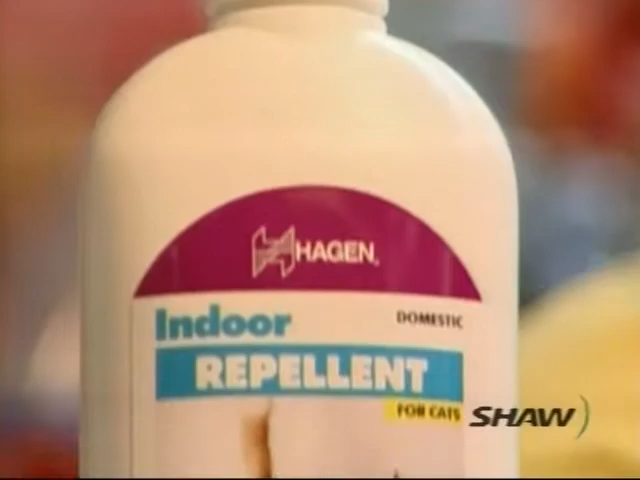 HAGEN
Indoor
DOMESTIC
REPELLENT
FOR CATS
SHAW)